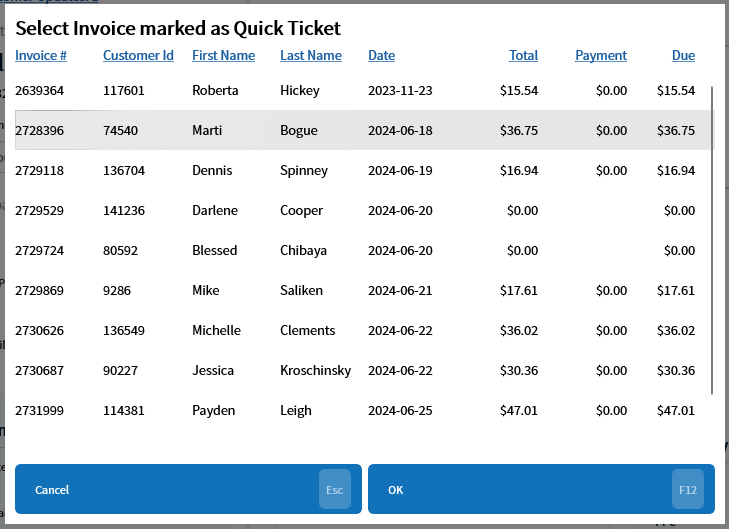 Select Invoice marked as Quick Ticket
Invoice # Customer Id First Name Last Name Date Total Payment Due
2639364 117601 Roberta Hickey 2023-11-23 $15.54 $0.00 $15.54
2728396 74540 Marti Bogue 2024-06-18 $36.75 $0.00 $36.75
2729118 136704 Dennis Spinney 2024-06-19 $16.94 $0.00 $16.94
2729529 141236 Darlene Cooper 2024-06-20 $0.00 $0.00
2729724 80592 Blessed Chibaya 2024-06-20 $0.00 $0.00
2729869 9286 Mike Saliken 2024-06-21 $17.61 $0.00 $17.61
2730626 136549 Michelle Clements 2024-06-22 $36.02 $0.00 $36.02
2730687 90227 Jessica Kroschinsky 2024-06-22 $30.36 $0.00 $30.36
2731999 114381 Payden Leigh 2024-06-25 $47.01 $0.00 $47.01
Cancel Esc OK F12